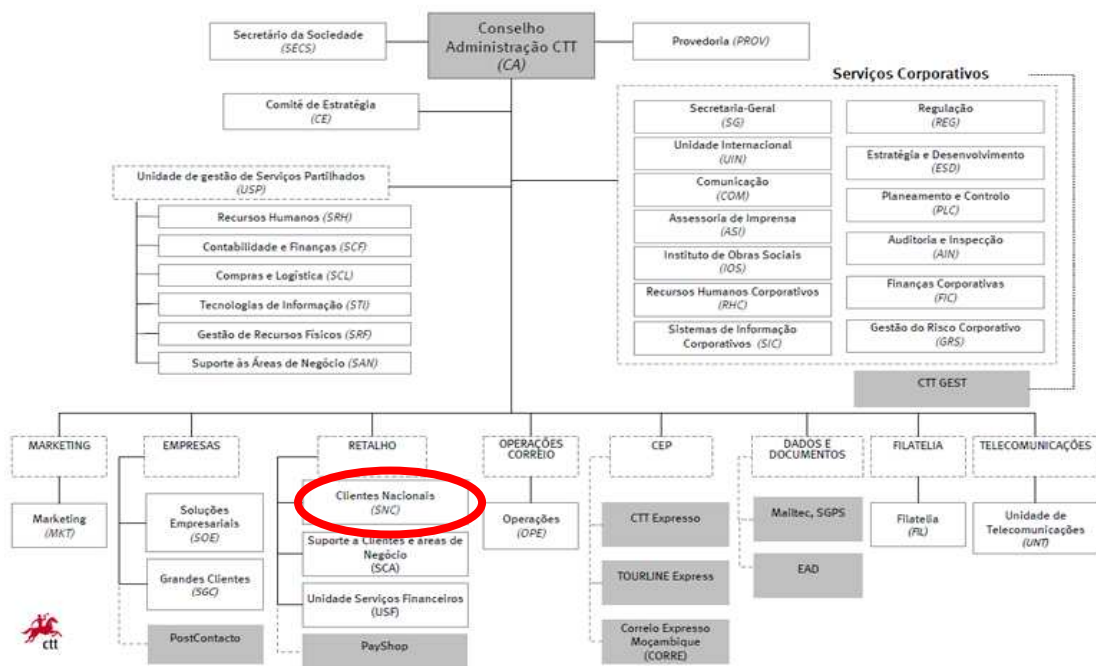 Conselho
Administração CTT
(CA)
Secretário da Sociedade
(SECS)
Provedoria (PROV)
Comité de Estratégia
(CE)
Serviços Corporativos
Secretaria-Geral
(SG)
Unidade Internacional
(UIN)
Comunicação
(COM)
Assessoria de Imprensa
(ASI)
Instituto de Obras Sociais
(IOS)
Recursos Humanos Corporativos
(RHC)
Sistemas de Informação
Corporativos (SIC)
Regulação
(REG)
Estratégia e Desenvolvimento
(ESD)
Planeamento e Controlo
(PLC)
Auditoria e Inspecção
(AIN)
Finanças Corporativas
(FIC)
Gestão do Risco Corporativo
(GRS)
CTT GEST
Unidade de gestão de Serviços Partilhados
(USP)
Recursos Humanos (SRH)
Contabilidade e Finanças (SCF)
Compras e Logística (SCL)
Tecnologias de Informação (STI)
Gestão de Recursos Físicos (SRF)
Suporte às Áreas de Negócio (SAN)
MARKETING
Marketing
(MKT)
EMPRESAS
Soluções
Empresariais
(SOE)
Grandes Clientes
(SGC)
PostContacto
RETALHO
Clientes Nacionais
(SNC)
Suporte a Clientes e áreas de
Negócio
(SCA)
Unidade Serviços Financeiros
(USF)
PayShop
OPERAÇÕES
CORREIO
Operações
(OPE)
CEP
CTT Expresso
TOURLINE Express
Correio Expresso
Moçambique
(CORRE)
DADOS E
DOCUMENTOS
Mailtec, SGPS
EAD
FILATELIA
Filatelia
(FIL)
TELECOMUNICAÇÕES
Unidade de
Telecomunicações
(UNT)
ctt